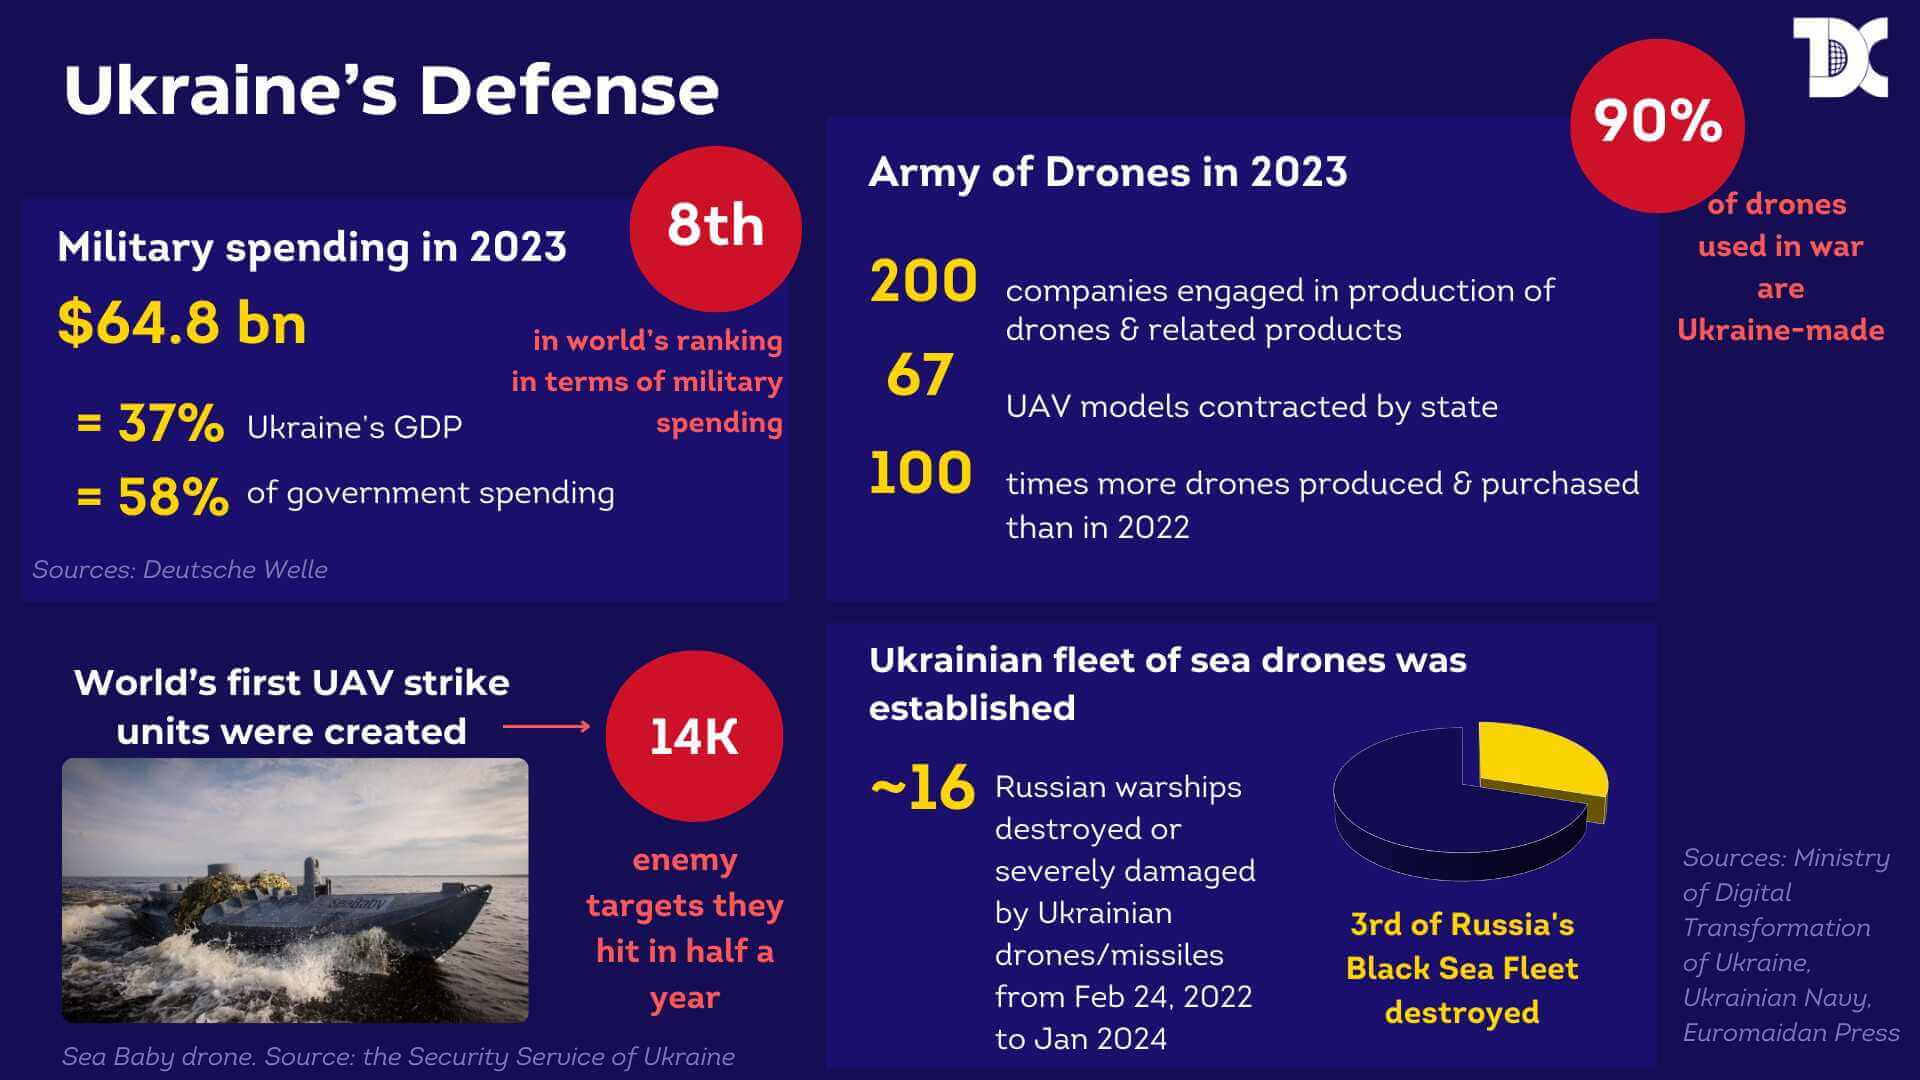 Ukraine's Defense
TDC
Military spending in 2023
$64.8 bn
= 37% Ukraine's GDP
= 58% of government spending
8th
in world's ranking
in terms of military
spending
Sources: Deutsche Welle
Army of Drones in 2023
200 companies engaged in production of
drones & related products
67 UAV models contracted by state
100 times more drones produced & purchased
than in 2022
90%
of drones
used in war
are
Ukraine-made
World's first UAV strike
units were created
14K
enemy
targets they
hit in half a
year
SeaBaby
Sea Baby drone. Source: the Security Service of Ukraine
Ukrainian fleet of sea drones was
established
~16 Russian warships
destroyed or
severely damaged
by Ukrainian
drones/missiles
from Feb 24, 2022
to Jan 2024
3rd of Russia's
Black Sea Fleet
destroyed
Sources: Ministry
of Digital
Transformation
of Ukraine,
Ukrainian Navy,
Euromaidan Press